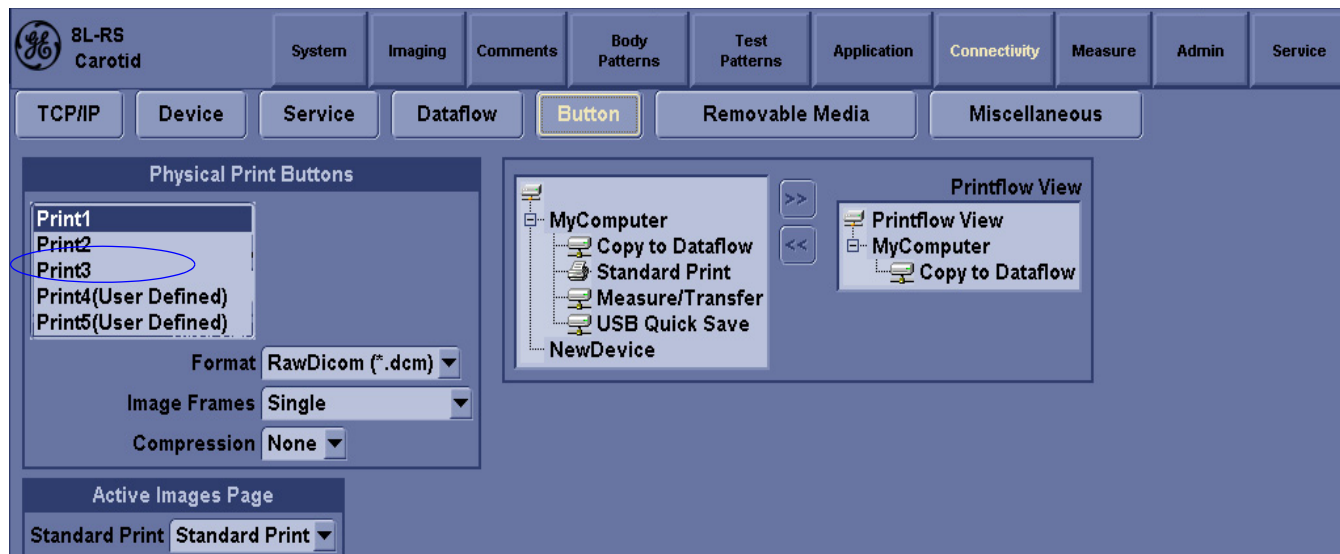 8L-RS
Carotid
System
Imaging
Comments
Body
Patterns
Test
Patterns
Application
Connectivity
Measure
Admin
Service
TCP/IP
Device
Service
Dataflow
Button
Removable Media
Miscellaneous
Physical Print Buttons
Print1
Print2
Print3
Print4(User Defined)
Print5(User Defined)
Format RawDicom (*.dcm)
Image Frames Single
Compression None
MyComputer
Copy to Dataflow
Standard Print
Measure/Transfer
USB Quick Save
NewDevice
>>
<<
Printflow View
Printflow View
MyComputer
Copy to Dataflow
Active Images Page
Standard Print Standard Print